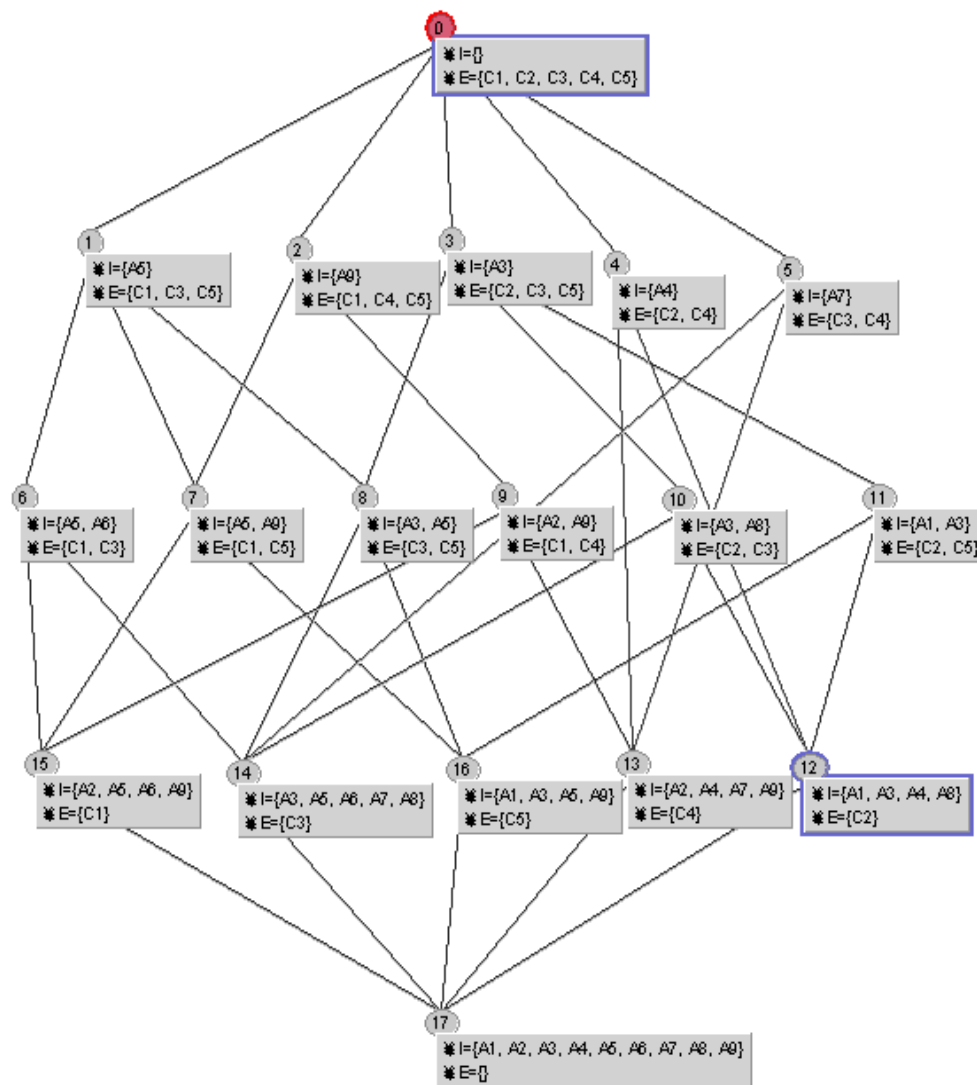 0
I={}
E={C1, C2, C3, C4, C5}
1
I={A5}
E={C1, C3, C5}
2
I={A9}
E={C1, C4, C5}
3
I={A3}
E={C2, C3, C5}
4
I={A4}
E={C2, C4}
5
I={A7}
E={C3, C4}
6
I={A5, A6}
E={C1, C3}
7
I={A5, A9}
E={C1, C5}
8
I={A3, A5}
E={C3, C5}
9
I={A2, A9}
E={C1, C4}
10
I={A3, A8}
E={C2, C3}
11
I={A1, A3}
E={C2, C5}
15
I={A2, A5, A6, A9}
E={C1}
14
I={A3, A5, A6, A7, A8}
E={C3}
16
I={A1, A3, A5, A9}
E={C5}
13
I={A2, A4, A7, A9}
E={C4}
12
I={A1, A3, A4, A8}
E={C2}
17
I={A1, A2, A3, A4, A5, A6, A7, A8, A9}
E={}